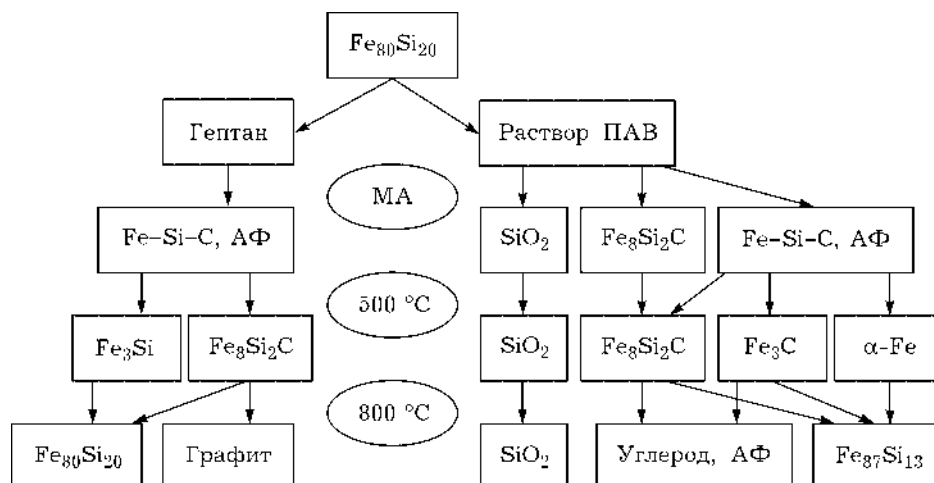 Fe₈₀Si₂₀
Гептан
Раствор ПАВ
МА
Fe–Si–C, АФ
SiO₂
Fe₈Si₂C
Fe–Si–C, АФ
500 °C
Fe₃Si
Fe₈Si₂C
SiO₂
Fe₈Si₂C
Fe₃C
α-Fe
800 °C
Fe₈₀Si₂₀
Графит
SiO₂
Углерод, АФ
Fe₈₇Si₁₃